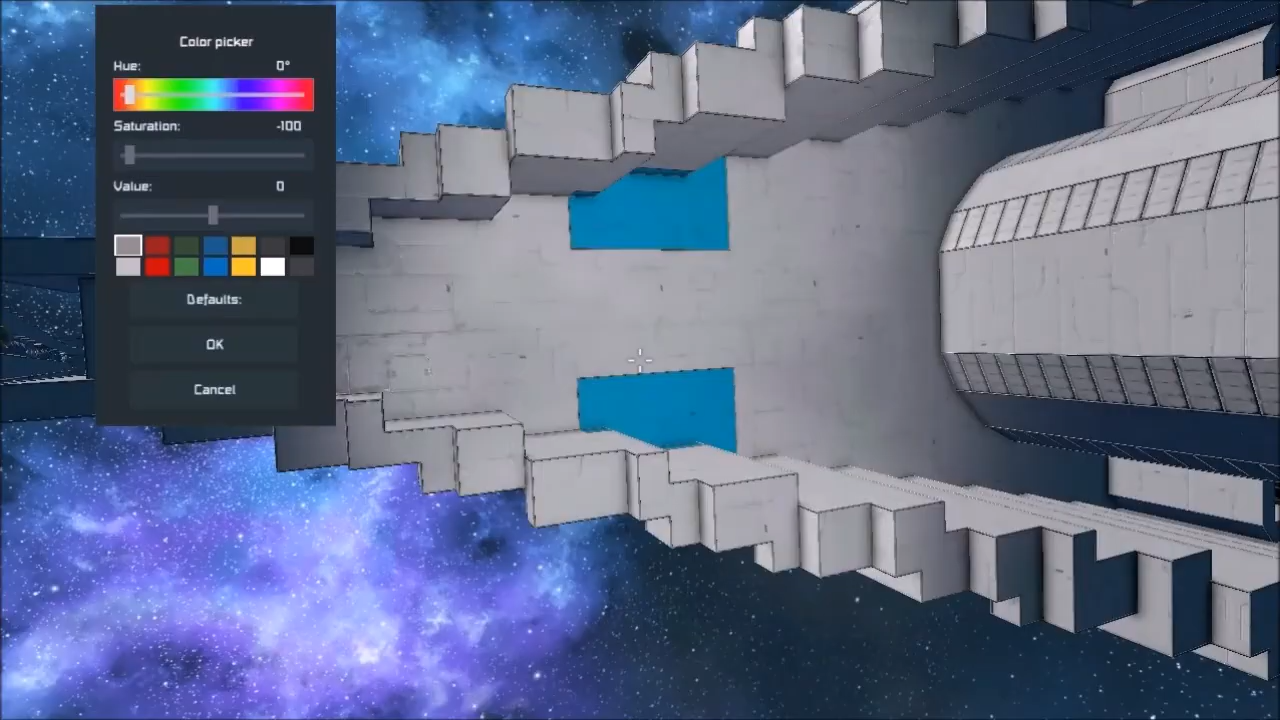 Color picker
Hue: 0°
Saturation: -100
Value: 0
Defaults:
OK
Cancel